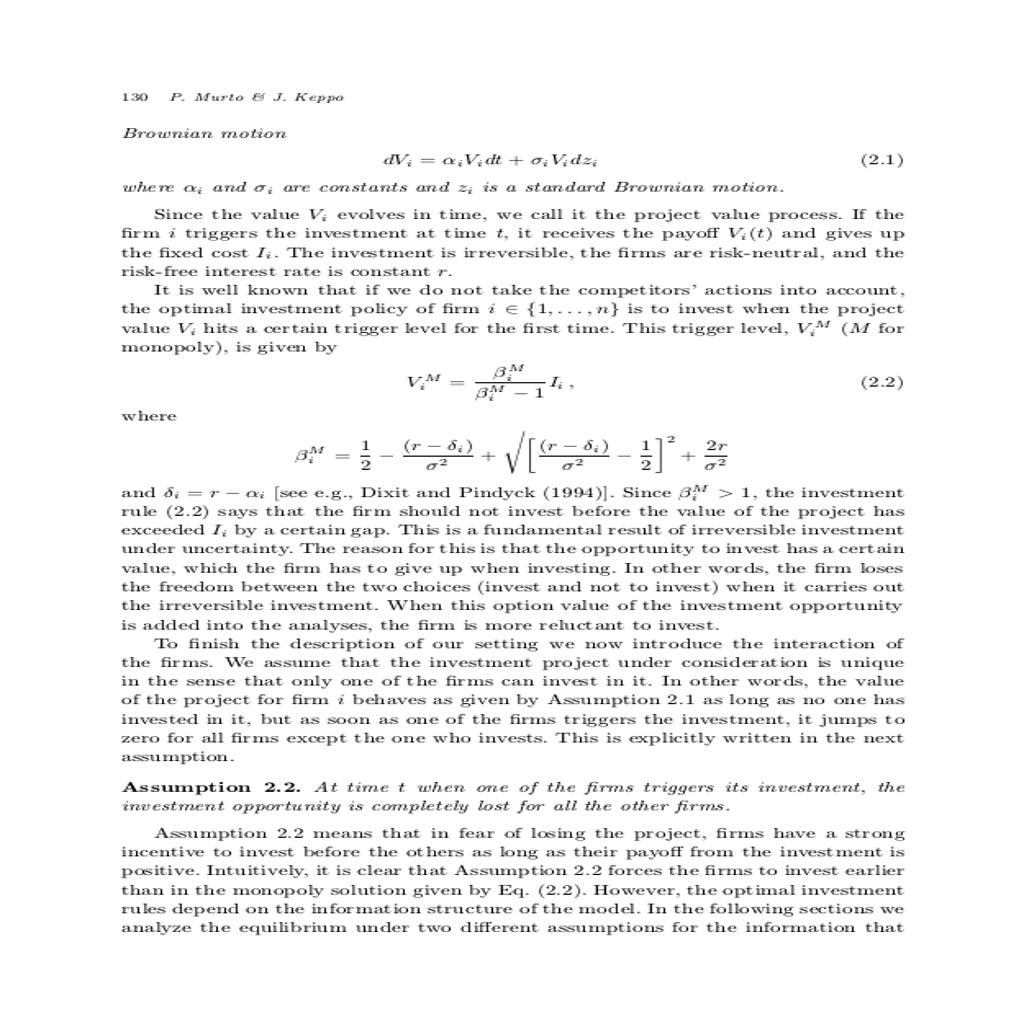 130 P. Murto & J. Keppo
Brownian motion
dV_i = α_i V_i dt + σ_i V_i dz_i (2.1)
where α_i and σ_i are constants and z_i is a standard Brownian motion.
Since the value V_i evolves in time, we call it the project value process. If the
firm i triggers the investment at time t, it receives the payoff V_i(t) and gives up
the fixed cost I_i. The investment is irreversible, the firms are risk-neutral, and the
risk-free interest rate is constant r.
It is well known that if we do not take the competitors' actions into account,
the optimal investment policy of firm i ∈ {1, . . . , n} is to invest when the project
value V_i hits a certain trigger level for the first time. This trigger level, V_i^M (M for
monopoly), is given by
V_i^M = \frac{β_i^M}{β_i^M − 1} I_i , (2.2)
where
β_i^M = \frac{1}{2} − \frac{(r − δ_i)}{σ^2} + \sqrt{[\frac{(r − δ_i)}{σ^2} − \frac{1}{2}]^2 + \frac{2r}{σ^2}}
and δ_i = r − α_i [see e.g., Dixit and Pindyck (1994)]. Since β_i^M > 1, the investment
rule (2.2) says that the firm should not invest before the value of the project has
exceeded I_i by a certain gap. This is a fundamental result of irreversible investment
under uncertainty. The reason for this is that the opportunity to invest has a certain
value, which the firm has to give up when investing. In other words, the firm loses
the freedom between the two choices (invest and not to invest) when it carries out
the irreversible investment. When this option value of the investment opportunity
is added into the analyses, the firm is more reluctant to invest.
To finish the description of our setting we now introduce the interaction of
the firms. We assume that the investment project under consideration is unique
in the sense that only one of the firms can invest in it. In other words, the value
of the project for firm i behaves as given by Assumption 2.1 as long as no one has
invested in it, but as soon as one of the firms triggers the investment, it jumps to
zero for all firms except the one who invests. This is explicitly written in the next
assumption.
Assumption 2.2. At time t when one of the firms triggers its investment, the
investment opportunity is completely lost for all the other firms.
Assumption 2.2 means that in fear of losing the project, firms have a strong
incentive to invest before the others as long as their payoff from the investment is
positive. Intuitively, it is clear that Assumption 2.2 forces the firms to invest earlier
than in the monopoly solution given by Eq. (2.2). However, the optimal investment
rules depend on the information structure of the model. In the following sections we
analyze the equilibrium under two different assumptions for the information that